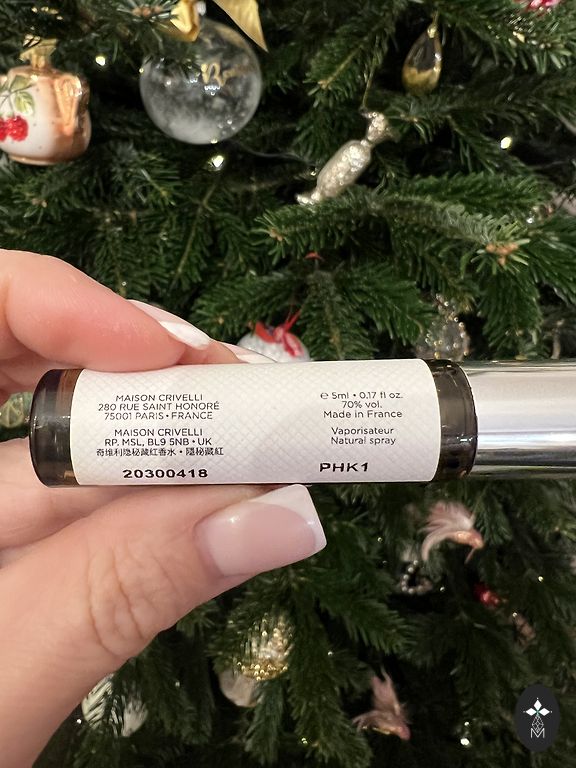 MAISON CRIVELLI
280 RUE SAINT HONORÉ
75001 PARIS • FRANCE
MAISON CRIVELLI
RP, MSL, BL9 5NB • UK
奇维利隐秘藏红香水 • 隱秘藏紅
20300418
℮ 5ml • 0.17 fl oz.
70% vol.
Made in France
Vaporisateur
Natural spray
PHK1